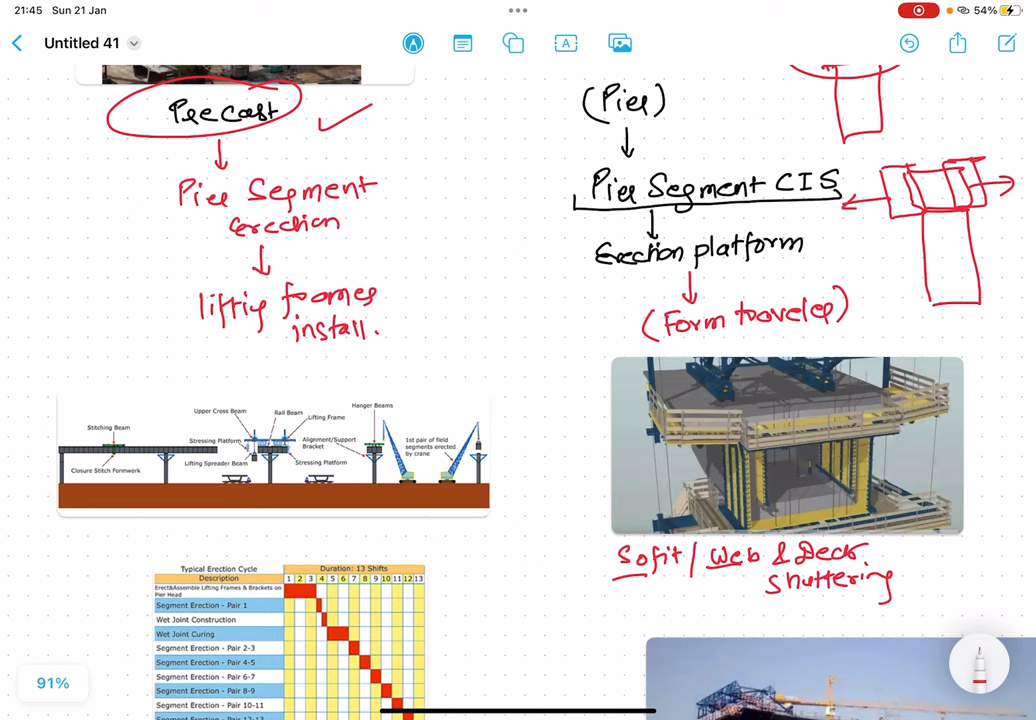 21:45 Sun 21 Jan
54%
Untitled 41
Precast
Pier Segment
Erection
lifting frames
install.
(Pier)
Pier Segment CIS
Erection platform
(Form traveler)
Stitching Beam
Closure Stitch Formwork
Upper Cross Beam
Rail Beam
Lifting Frame
Stressing Platform
Lifting Spreader Beam
Stressing Platform
Alignment/Support
Bracket
Hanger Beams
1st pair of field
segments erected
by crane
Sofit / Web & Deck
Shuttering
Typical Erection Cycle
Duration: 13 Shifts
Description
1 2 3 4 5 6 7 8 9 10 11 12 13
Erect&Assemble Lifting Frames & Brackets on
Pier Head
Segment Erection - Pair 1
Wet Joint Construction
Wet Joint Curing
Segment Erection - Pair 2-3
Segment Erection - Pair 4-5
Segment Erection - Pair 6-7
Segment Erection - Pair 8-9
Segment Erection - Pair 10-11
Segment Erection - Pair 12-13
91%